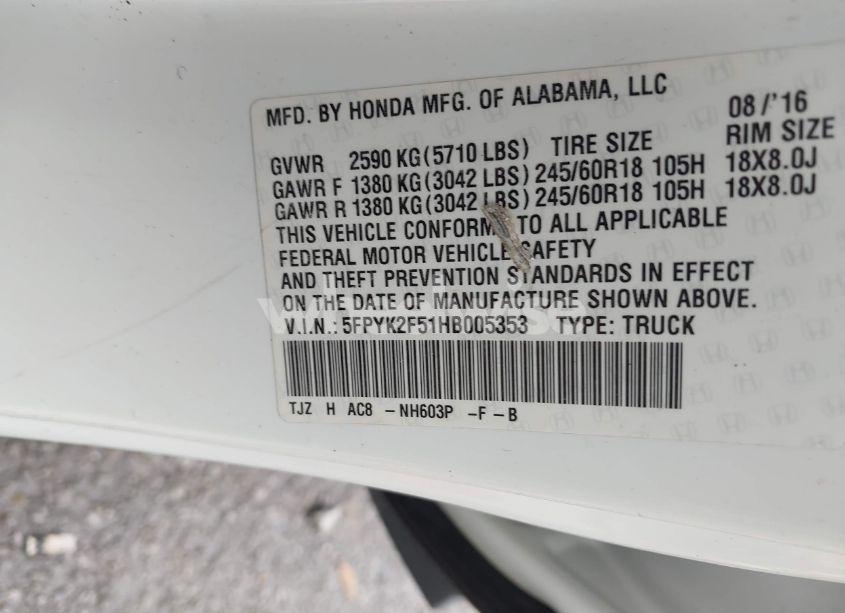 MFD. BY HONDA MFG. OF ALABAMA, LLC 08/'16
GVWR 2590 KG(5710 LBS) TIRE SIZE RIM SIZE
GAWR F 1380 KG(3042 LBS) 245/60R18 105H 18X8.0J
GAWR R 1380 KG(3042 LBS) 245/60R18 105H 18X8.0J
THIS VEHICLE CONFORMS TO ALL APPLICABLE
FEDERAL MOTOR VEHICLE SAFETY
AND THEFT PREVENTION STANDARDS IN EFFECT
ON THE DATE OF MANUFACTURE SHOWN ABOVE.
V.I.N.: 5FPYK2F51HB005353 TYPE: TRUCK
TJZ H AC8 -NH603P -F-B